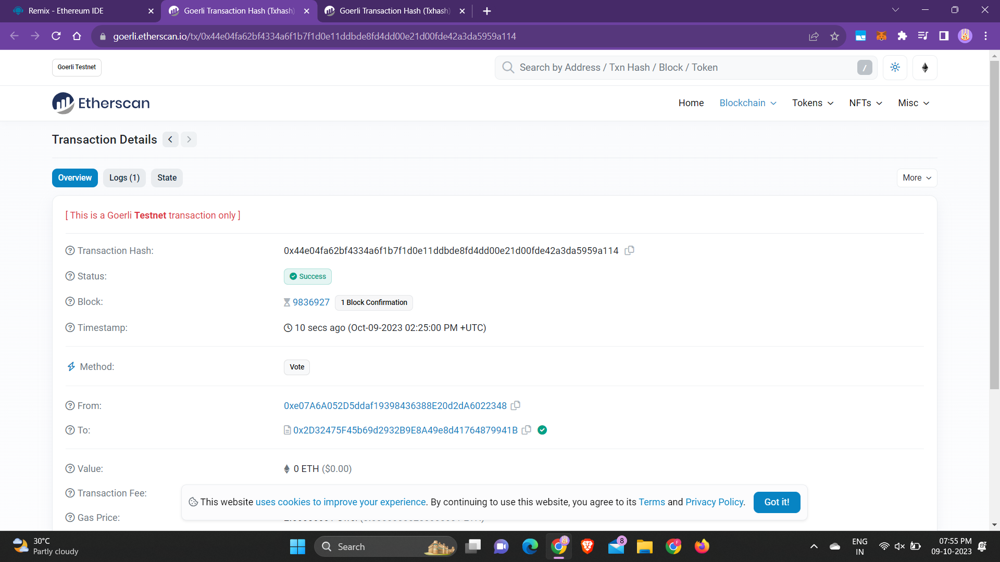 Remix - Ethereum IDE
Goerli Transaction Hash (Txhash)
Goerli Transaction Hash (Txhash)
goerli.etherscan.io/tx/0x44e04fa62bf4334a6f1b7f1d0e11ddbde8fd4dd00e21d00fde42a3da5959a114
Goerli Testnet
Search by Address / Txn Hash / Block / Token
/
Etherscan
Home
Blockchain
Tokens
NFTs
Misc
Transaction Details
Overview
Logs (1)
State
More
[ This is a Goerli Testnet transaction only ]
Transaction Hash:
0x44e04fa62bf4334a6f1b7f1d0e11ddbde8fd4dd00e21d00fde42a3da5959a114
Status:
Success
Block:
9836927
1 Block Confirmation
Timestamp:
10 secs ago (Oct-09-2023 02:25:00 PM +UTC)
Method:
Vote
From:
0xe07A6A052D5ddaf19398436388E20d2dA6022348
To:
0x2D32475F45b69d2932B9E8A49e8d41764879941B
Value:
0 ETH ($0.00)
Transaction Fee:
This website uses cookies to improve your experience. By continuing to use this website, you agree to its Terms and Privacy Policy.
Got it!
Gas Price:
30°C
Partly cloudy
Search
8
F
ENG
IN
07:55 PM
09-10-2023